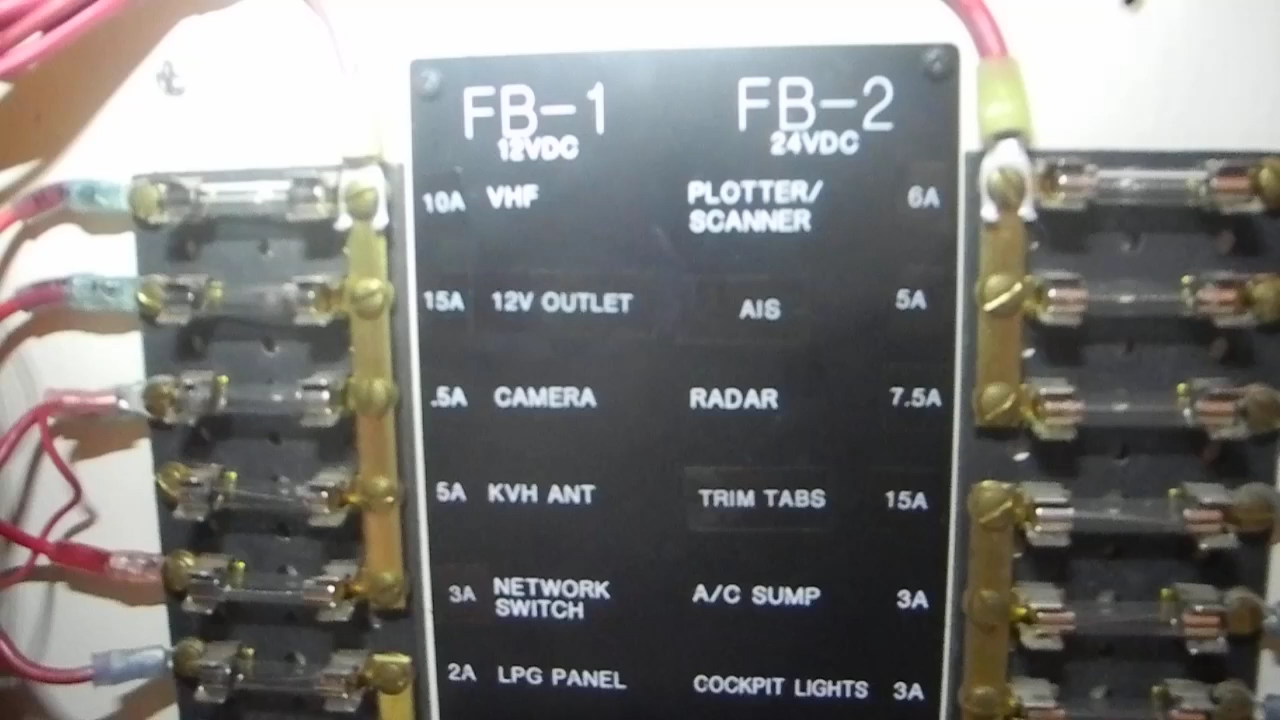 FB-1 FB-2
12VDC 24VDC
10A VHF PLOTTER/ 6A
SCANNER
15A 12V OUTLET AIS 5A
.5A CAMERA RADAR 7.5A
5A KVH ANT TRIM TABS 15A
3A NETWORK A/C SUMP 3A
SWITCH
2A LPG PANEL COCKPIT LIGHTS 3A